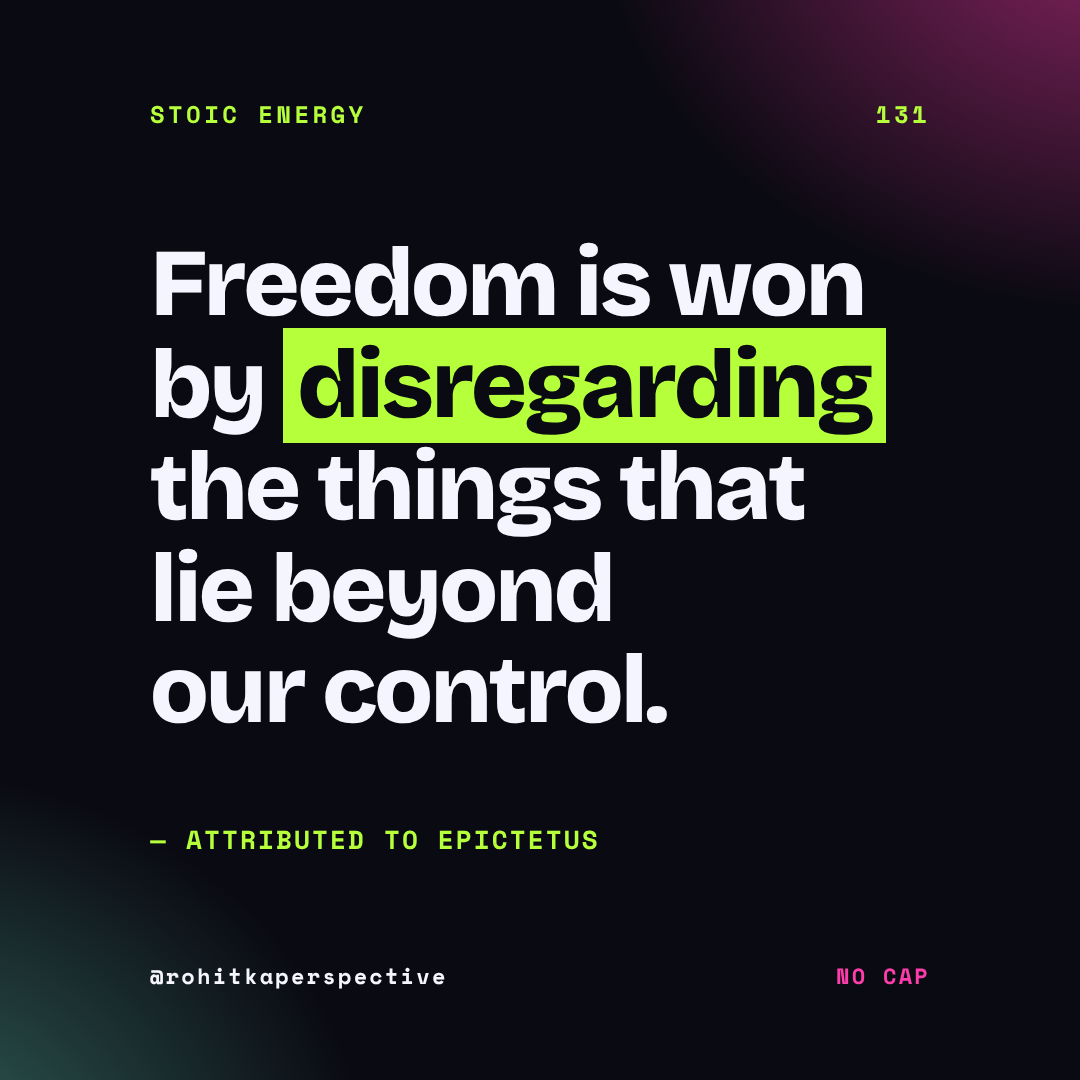 STOIC ENERGY
131
Freedom is won
by disregarding
the things that
lie beyond
our control.
— ATTRIBUTED TO EPICTETUS
@rohitkaperspective
NO CAP